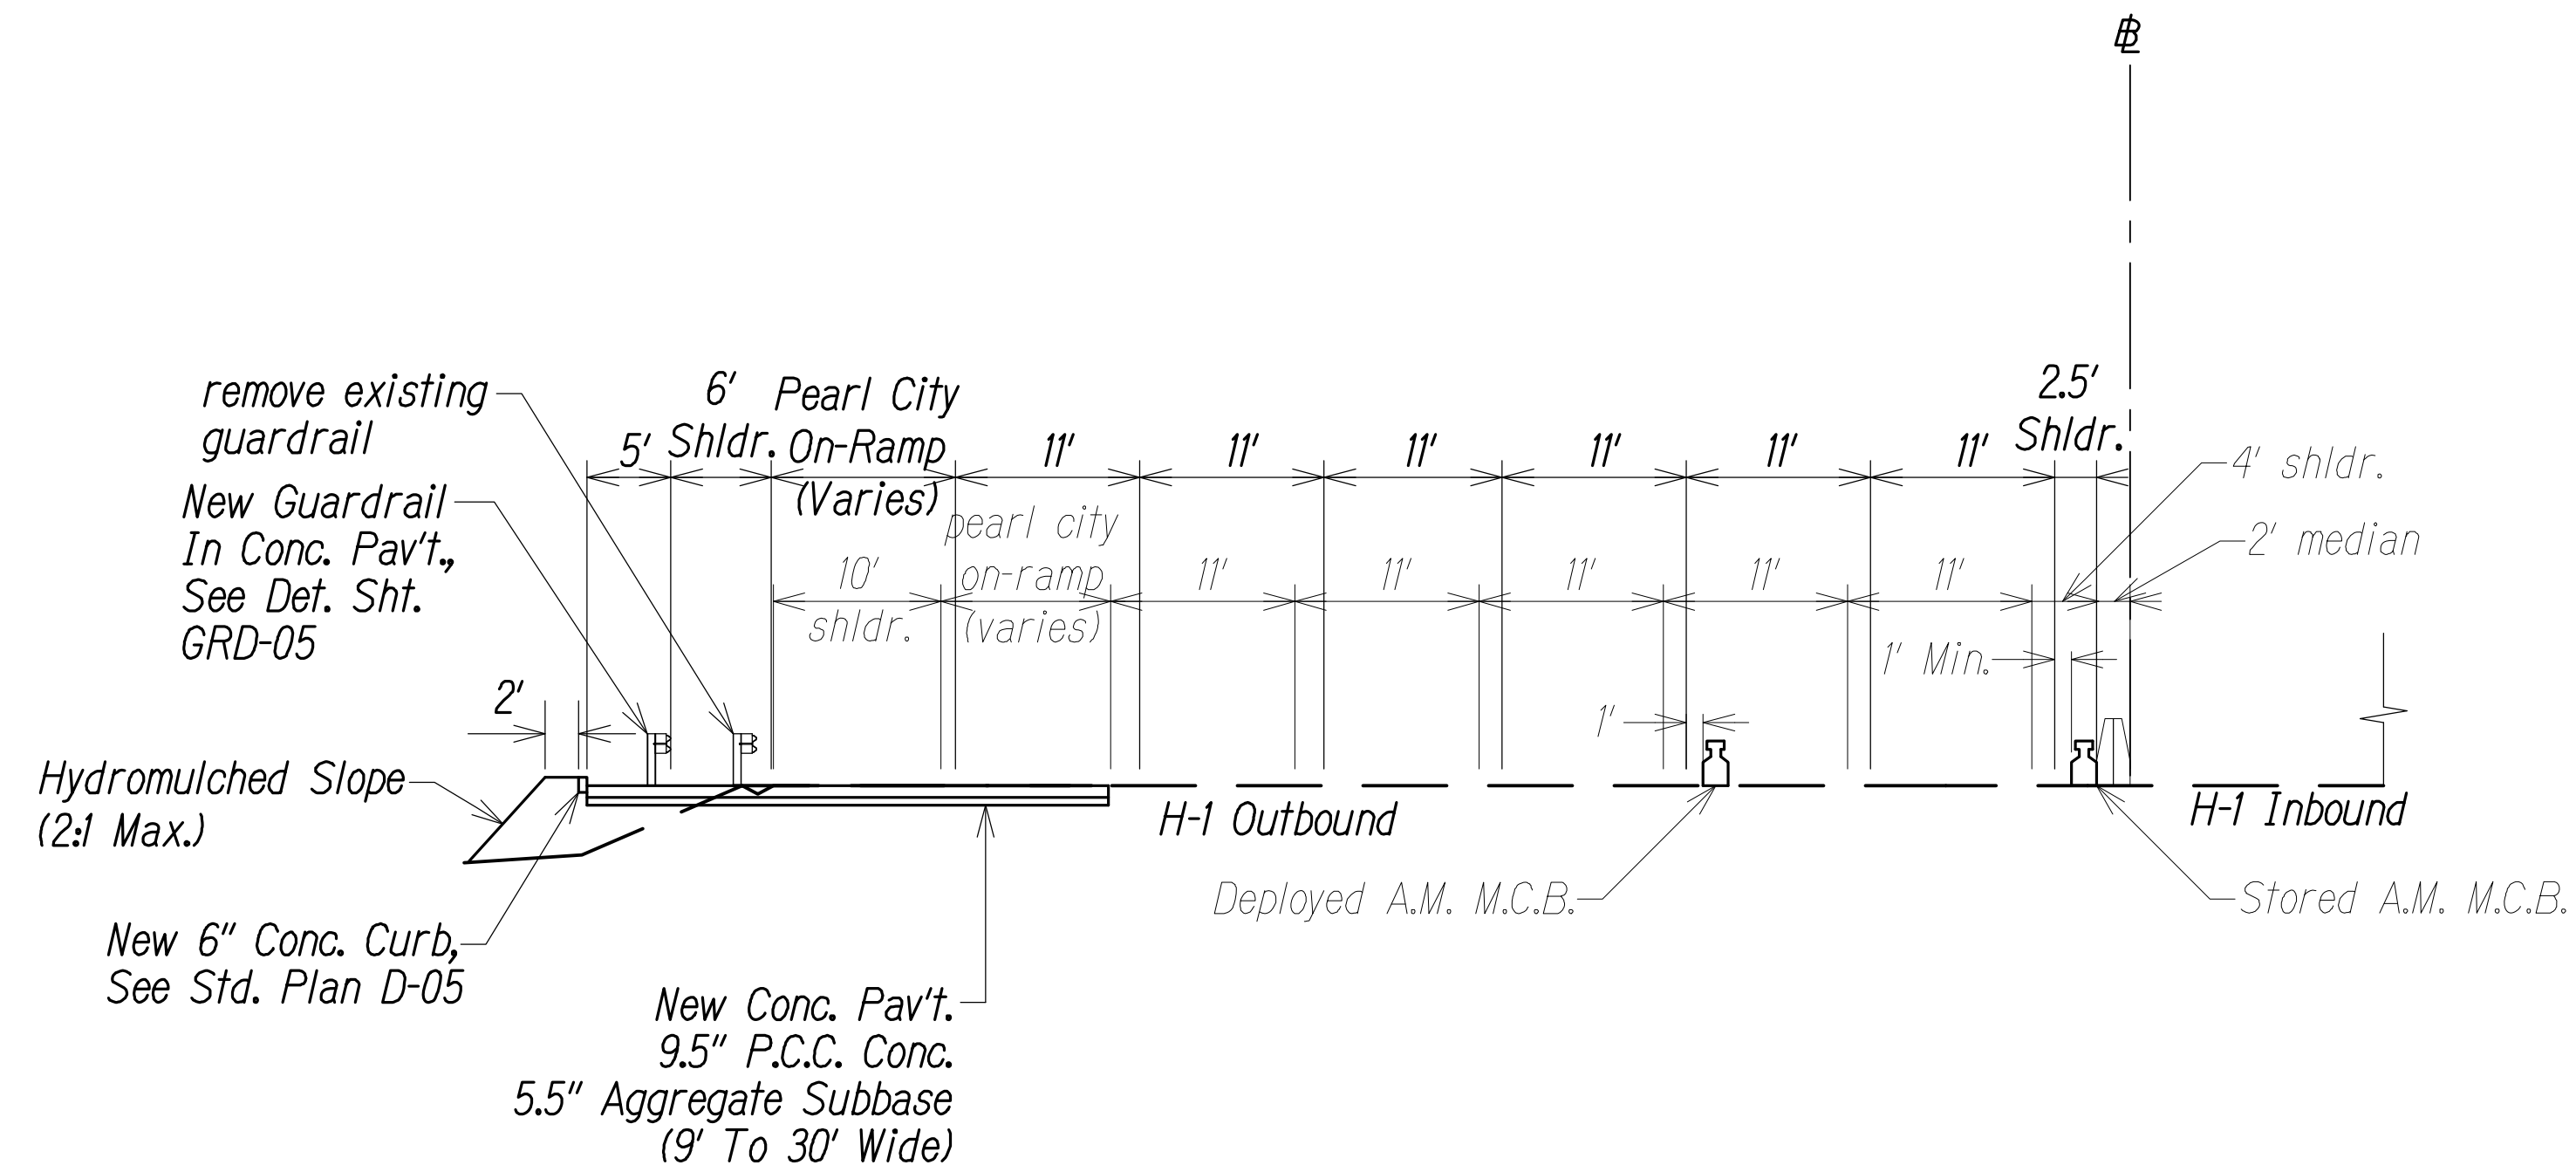 ℄
remove existing
guardrail
New Guardrail
In Conc. Pav't.,
See Det. Sht.
GRD-05
5'
6'
Shldr.
Pearl City
On-Ramp
(Varies)
11'
11'
11'
11'
11'
11'
2.5'
Shldr.
4' shldr.
2' median
10'
shldr.
pearl city
on-ramp
(varies)
11'
11'
11'
11'
11'
1' Min.
1'
2'
Hydromulched Slope
(2:1 Max.)
H-1 Outbound
H-1 Inbound
Deployed A.M. M.C.B.
Stored A.M. M.C.B.
New 6" Conc. Curb,
See Std. Plan D-05
New Conc. Pav't.
9.5" P.C.C. Conc.
5.5" Aggregate Subbase
(9' To 30' Wide)